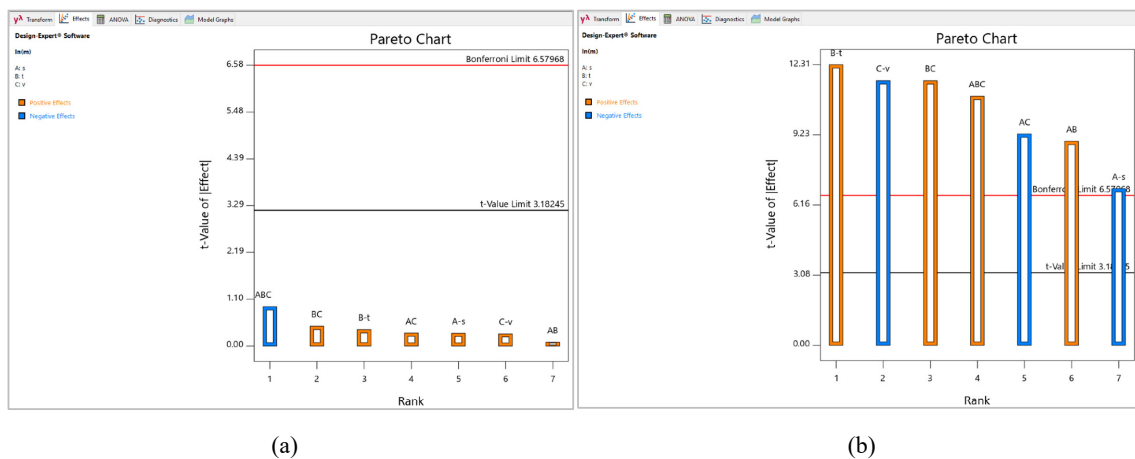 Transform Effects ANOVA Diagnostics Model Graphs
Design-Expert® Software
ln(m)
A: s
B: t
C: v
Positive Effects
Negative Effects
Pareto Chart
Bonferroni Limit 6.57968
t-Value Limit 3.18245
t-Value of |Effect|
6.58
5.48
4.39
3.29
2.19
1.10
0.00
ABC
BC
B-t
AC
A-s
C-v
AB
1 2 3 4 5 6 7
Rank
(a)
Transform Effects ANOVA Diagnostics Model Graphs
Design-Expert® Software
ln(m)
A: s
B: t
C: v
Positive Effects
Negative Effects
Pareto Chart
t-Value of |Effect|
12.31
9.23
6.16
3.08
0.00
B-t
C-v
BC
ABC
AC
AB
A-s
Limit
Limit
1 2 3 4 5 6 7
Rank
(b)